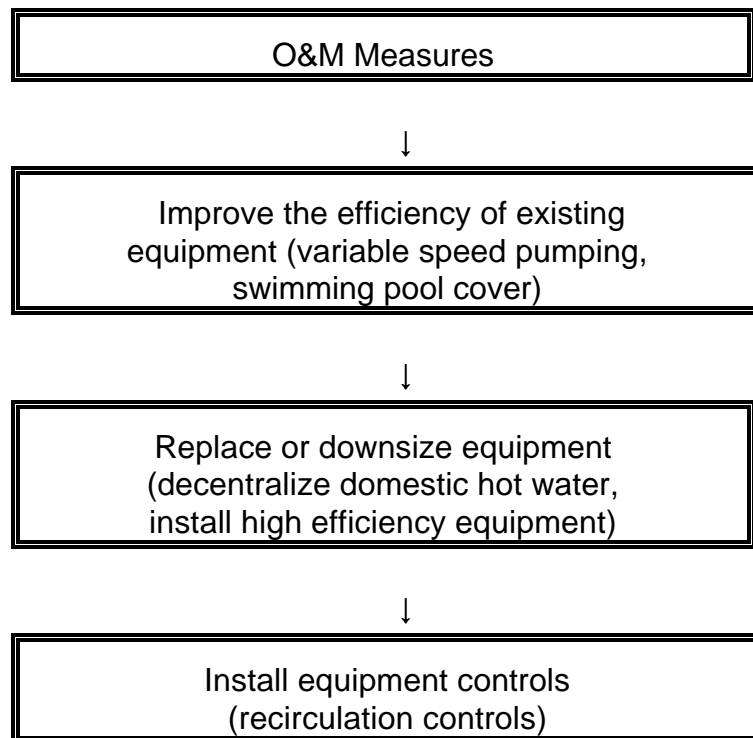 O&M Measures
↓
Improve the efficiency of existing
equipment (variable speed pumping,
swimming pool cover)
↓
Replace or downsize equipment
(decentralize domestic hot water,
install high efficiency equipment)
↓
Install equipment controls
(recirculation controls)